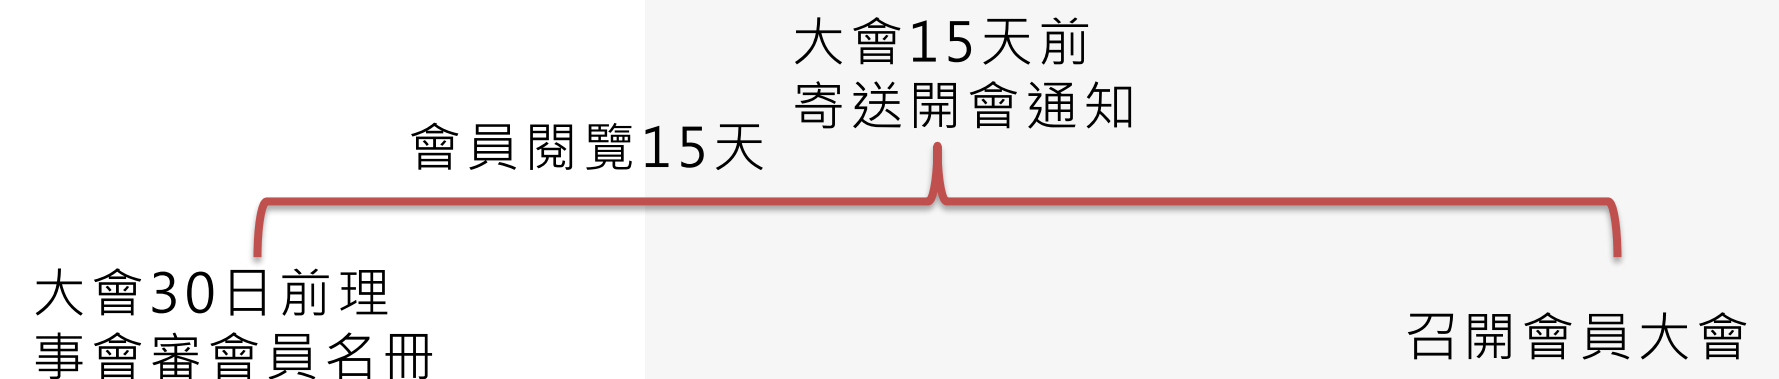 大會15天前
寄送開會通知
會員閱覽15天
大會30日前理
事會審會員名冊
召開會員大會